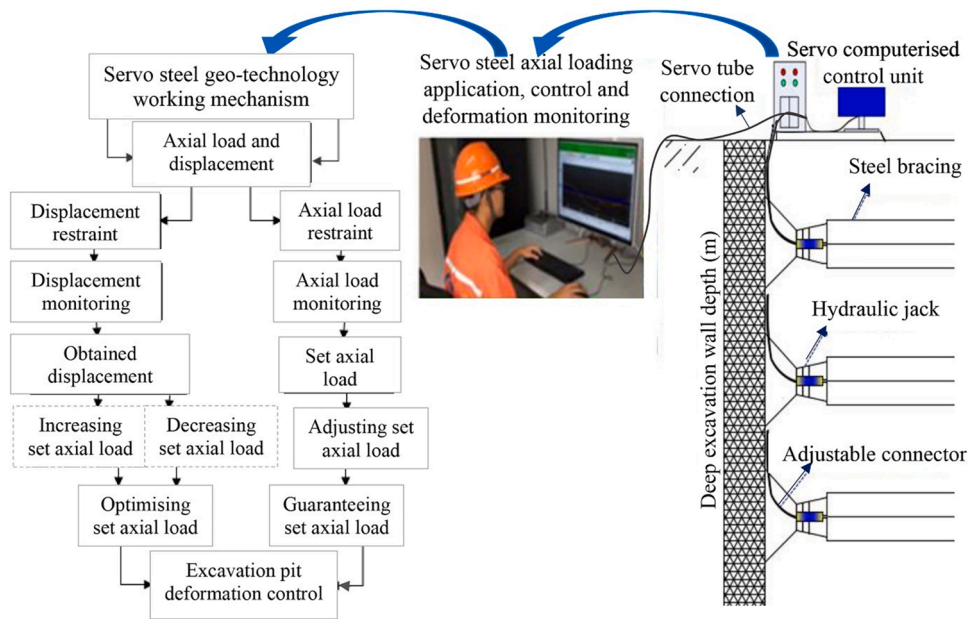 Servo steel geo-technology
working mechanism
Axial load and
displacement
Displacement
restraint
Axial load
restraint
Displacement
monitoring
Axial load
monitoring
Obtained
displacement
Set axial
load
Increasing
set axial load
Decreasing
set axial load
Adjusting set
axial load
Optimising
set axial load
Guaranteeing
set axial load
Excavation pit
deformation control
Servo steel axial loading
application, control and
deformation monitoring
Servo tube
connection
Servo computerised
control unit
Steel bracing
Hydraulic jack
Adjustable connector
Deep excavation wall depth (m)